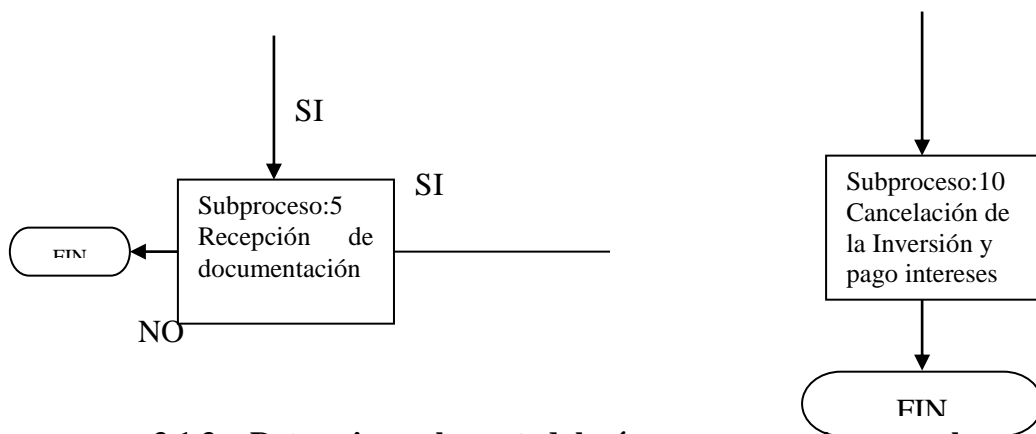 SI
SI
Subproceso:5
Recepción de
documentación
FIN
NO
Subproceso:10
Cancelación de
la Inversión y
pago intereses
FIN